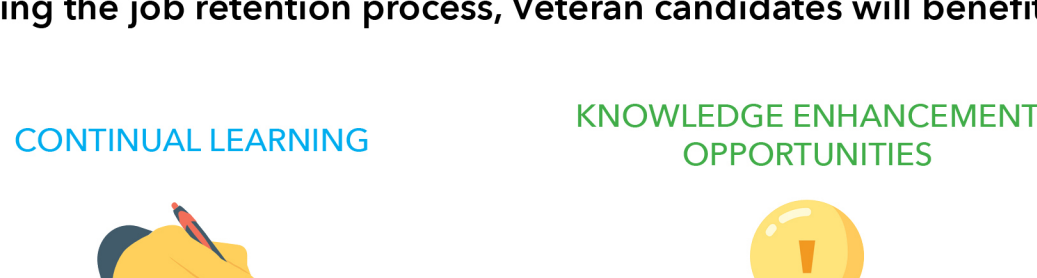 ing the job retention process, Veteran candidates will benefit
CONTINUAL LEARNING
KNOWLEDGE ENHANCEMENT
OPPORTUNITIES